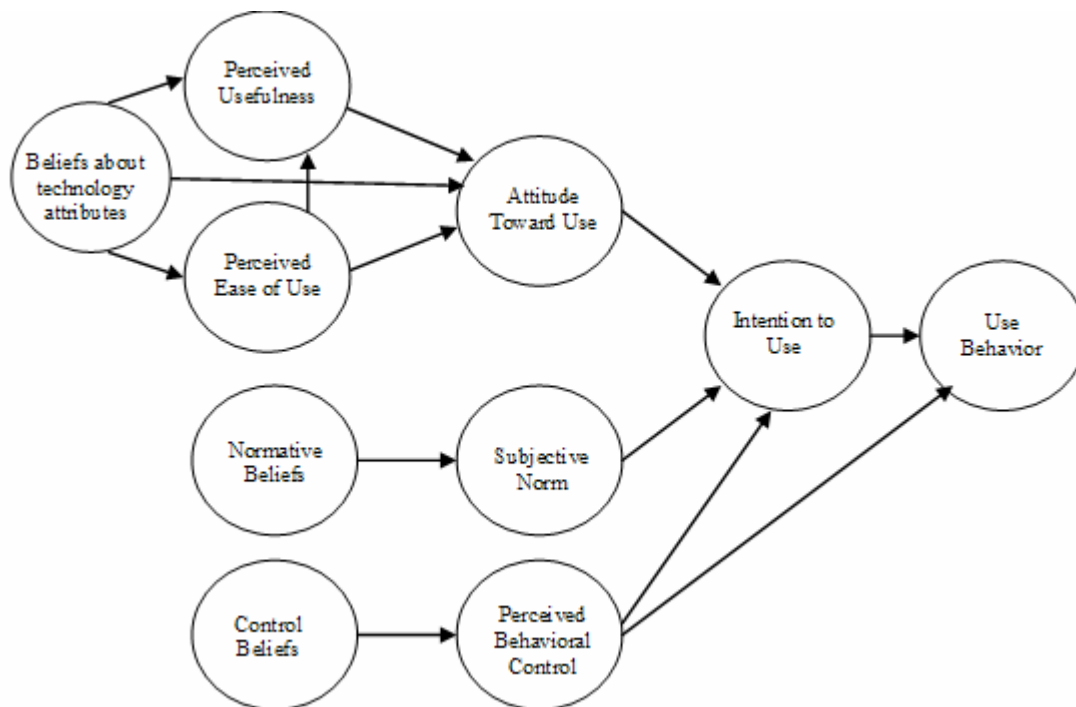 Perceived
Usefulness
Beliefs about
technology
attributes
Attitude
Toward Use
Perceived
Ease of Use
Intention to
Use
Use
Behavior
Normative
Beliefs
Subjective
Norm
Control
Beliefs
Perceived
Behavioral
Control